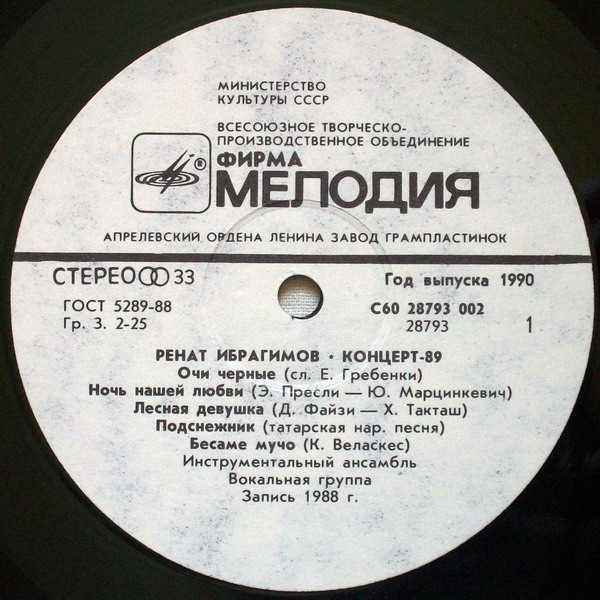 МИНИСТЕРСТВО
КУЛЬТУРЫ СССР
ВСЕСОЮЗНОЕ ТВОРЧЕСКО-
ПРОИЗВОДСТВЕННОЕ ОБЪЕДИНЕНИЕ
ФИРМА
®
МЕЛОДИЯ
АПРЕЛЕВСКИЙ ОРДЕНА ЛЕНИНА ЗАВОД ГРАМПЛАСТИНОК
СТЕРЕО 33
Год выпуска 1990
ГОСТ 5289-88
С60 28793 002
Гр. 3. 2-25
28793
1
РЕНАТ ИБРАГИМОВ • КОНЦЕРТ-89
Очи черные (сл. Е. Гребенки)
Ночь нашей любви (Э. Пресли — Ю. Марцинкевич)
Лесная девушка (Д. Файзи — Х. Такташ)
Подснежник (татарская нар. песня)
Бесаме мучо (К. Веласкес)
Инструментальный ансамбль
Вокальная группа
Запись 1988 г.